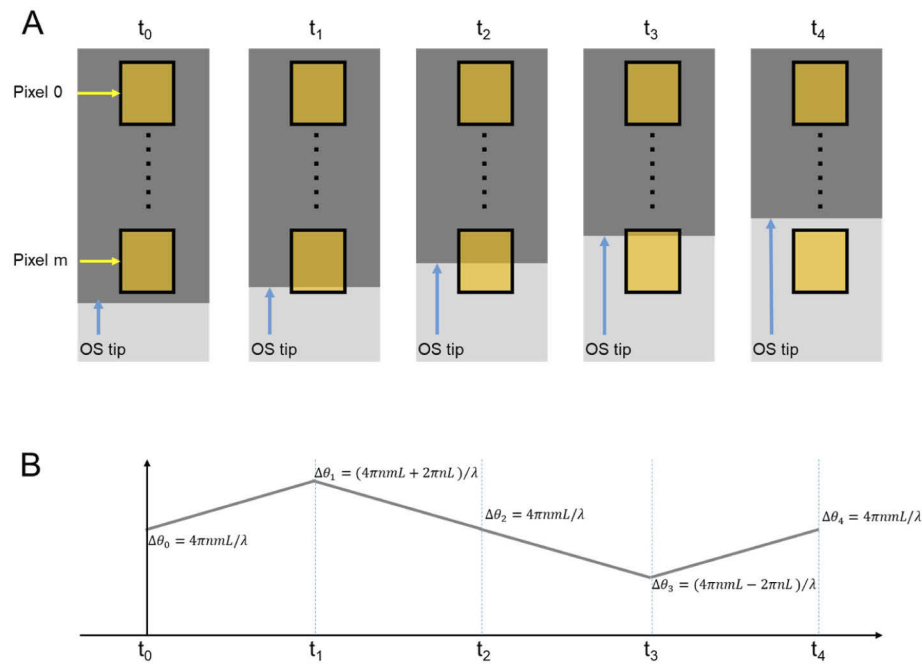 A
t₀ t₁ t₂ t₃ t₄
Pixel 0
Pixel m
OS tip OS tip OS tip OS tip OS tip
B
Δθ₁ = (4πnmL + 2πnL)/λ
Δθ₂ = 4πnmL/λ
Δθ₄ = 4πnmL/λ
Δθ₀ = 4πnmL/λ
Δθ₃ = (4πnmL − 2πnL)/λ
t₀ t₁ t₂ t₃ t₄